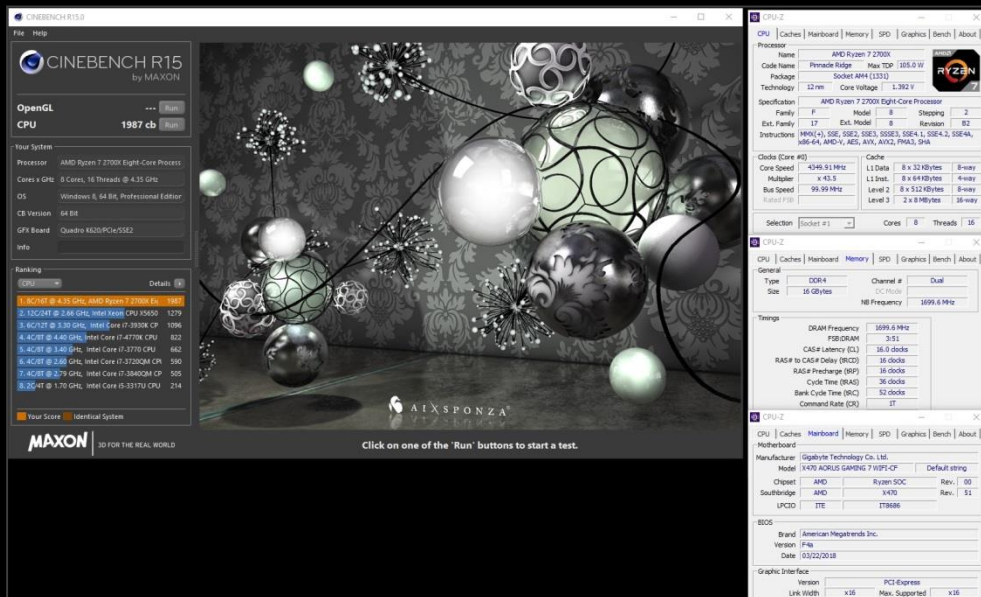 CINEBENCH R15.0
File Help
CINEBENCH R15
by MAXON
OpenGL --- Run
CPU 1987 cb Run
Your System
Processor AMD Ryzen 7 2700X Eight-Core Process
Cores x GHz 8 Cores, 16 Threads @ 4.35 GHz
OS Windows 8, 64 Bit, Professional Edition
CB Version 64 Bit
GFX Board Quadro K620/PCIe/SSE2
Info
Ranking
CPU Details
1. 8C/16T @ 4.35 GHz, AMD Ryzen 7 2700X Eig 1987
2. 12C/24T @ 2.66 GHz, Intel Xeon CPU X5650 1279
3. 6C/12T @ 3.30 GHz, Intel Core i7-3930K CP 1096
4. 4C/8T @ 4.40 GHz, Intel Core i7-4770K CPU 822
5. 4C/8T @ 3.40 GHz, Intel Core i7-3770 CPU 662
6. 4C/8T @ 2.60 GHz, Intel Core i7-3720QM CPI 590
7. 4C/8T @ 2.79 GHz, Intel Core i7-3840QM CP 505
8. 2C/4T @ 1.70 GHz, Intel Core i5-3317U CPU 214
Your Score Identical System
MAXON 3D FOR THE REAL WORLD
AIXSPONZA
Click on one of the 'Run' buttons to start a test.
CPU-Z
CPU Caches Mainboard Memory SPD Graphics Bench About
Processor
Name AMD Ryzen 7 2700X
Code Name Pinnacle Ridge Max TDP 105.0 W
Package Socket AM4 (1331)
Technology 12 nm Core Voltage 1.392 V
AMD
RYZEN
7
Specification AMD Ryzen 7 2700X Eight-Core Processor
Family F Model 8 Stepping 2
Ext. Family 17 Ext. Model 8 Revision B2
Instructions MMX(+), SSE, SSE2, SSE3, SSSE3, SSE4.1, SSE4.2, SSE4A,
x86-64, AMD-V, AES, AVX, AVX2, FMA3, SHA
Clocks (Core #0)
Core Speed 4349.91 MHz
Multiplier x 43.5
Bus Speed 99.99 MHz
Rated FSB
Cache
L1 Data 8 x 32 KBytes 8-way
L1 Inst. 8 x 64 KBytes 4-way
Level 2 8 x 512 KBytes 8-way
Level 3 2 x 8 MBytes 16-way
Selection Socket #1 Cores 8 Threads 16
CPU-Z
CPU Caches Mainboard Memory SPD Graphics Bench About
General
Type DDR4 Channel # Dual
Size 16 GBytes DC Mode
NB Frequency 1699.6 MHz
Timings
DRAM Frequency 1699.6 MHz
FSB:DRAM 3:51
CAS# Latency (CL) 16.0 clocks
RAS# to CAS# Delay (tRCD) 16 clocks
RAS# Precharge (tRP) 16 clocks
Cycle Time (tRAS) 36 clocks
Bank Cycle Time (tRC) 52 clocks
Command Rate (CR) 1T
CPU-Z
CPU Caches Mainboard Memory SPD Graphics Bench About
Motherboard
Manufacturer Gigabyte Technology Co. Ltd.
Model X470 AORUS GAMING 7 WIFI-CF Default string
Chipset AMD Ryzen SOC Rev. 00
Southbridge AMD X470 Rev. 51
LPCIO ITE IT8686
BIOS
Brand American Megatrends Inc.
Version F4a
Date 03/22/2018
Graphic Interface
Version PCI-Express
Link Width x16 Max. Supported x16